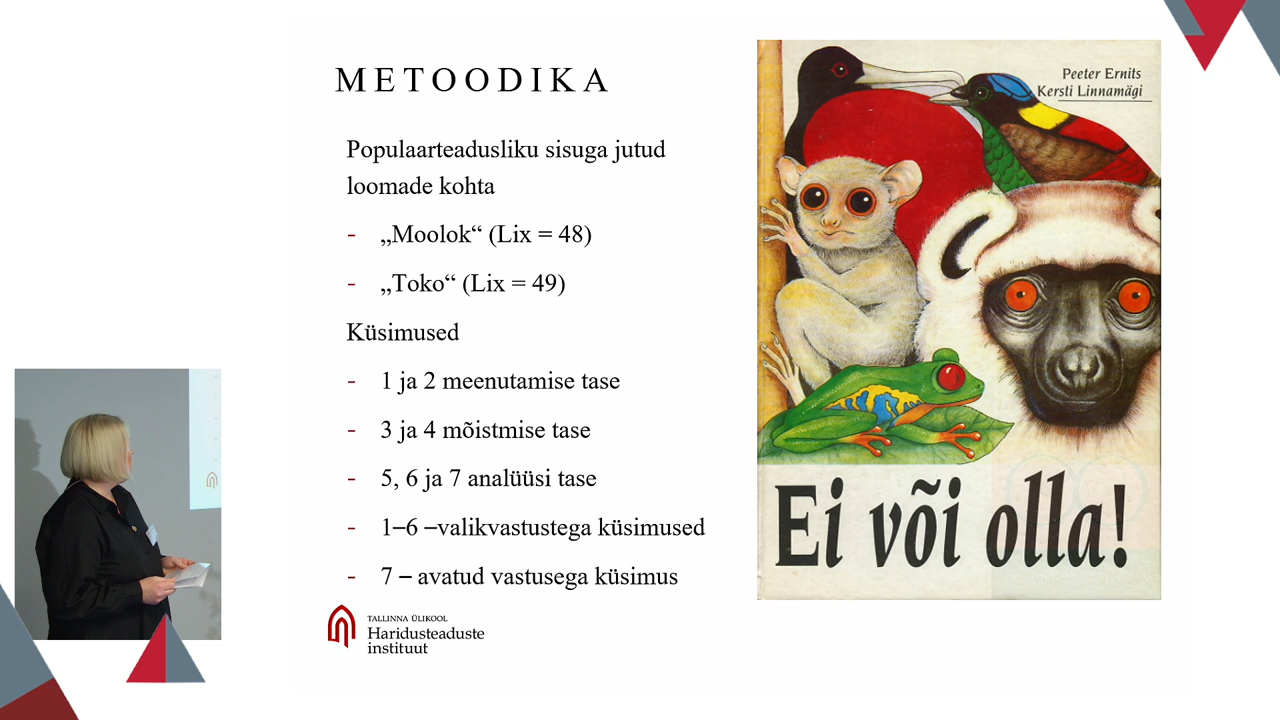 METOODIKA
Populaarteadusliku sisuga jutud
loomade kohta
- „Moolok“ (Lix = 48)
- „Toko“ (Lix = 49)
Küsimused
- 1 ja 2 meenutamise tase
- 3 ja 4 mõistmise tase
- 5, 6 ja 7 analüüsi tase
- 1–6 –valikvastustega küsimused
- 7 – avatud vastusega küsimus
TALLINNA ÜLIKOOL
Haridusteaduste
instituut
Peeter Ernits
Kersti Linnamägi
Ei või olla!